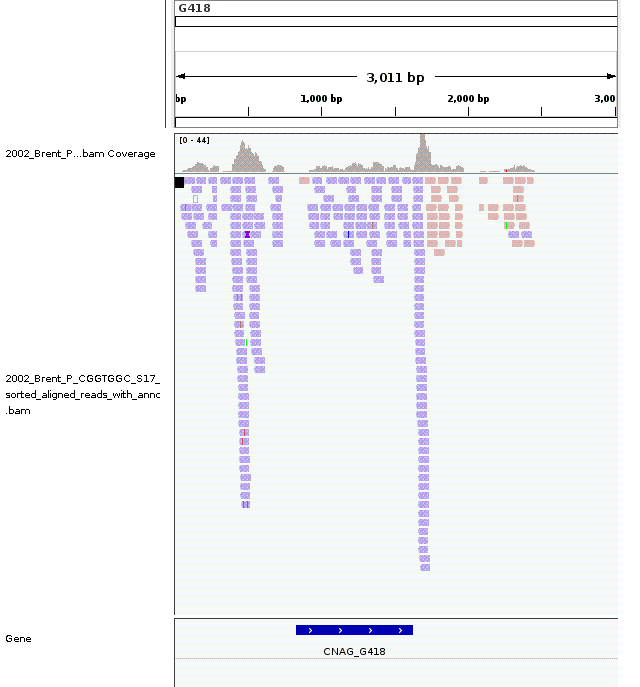 G418
3,011 bp
bp
1,000 bp
2,000 bp
3,00
[0 - 44]
2002_Brent_P...bam Coverage
2002_Brent_P_CGGTGGC_S17_
sorted_aligned_reads_with_annc
.bam
Gene
CNAG_G418